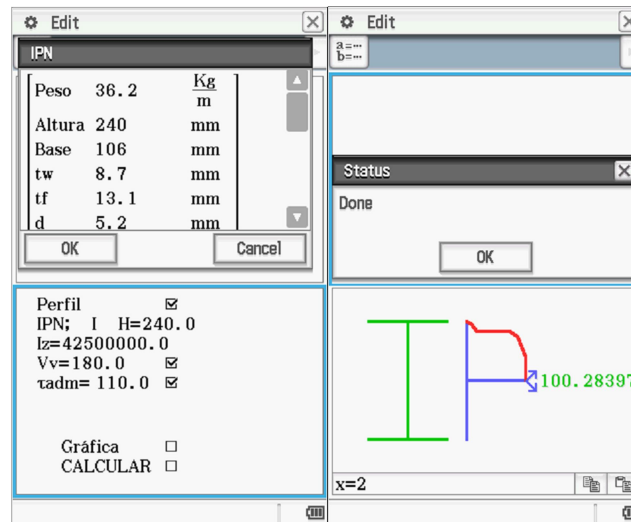 Edit
IPN
Peso 36.2 Kg/m
Altura 240 mm
Base 106 mm
tw 8.7 mm
tf 13.1 mm
d 5.2 mm
OK Cancel
Perfil
IPN; I H=240.0
Iz=42500000.0
Vv=180.0
τadm= 110.0
Gráfica
CALCULAR
Edit
a=…
b=…
Status
Done
OK
100.28397
x=2